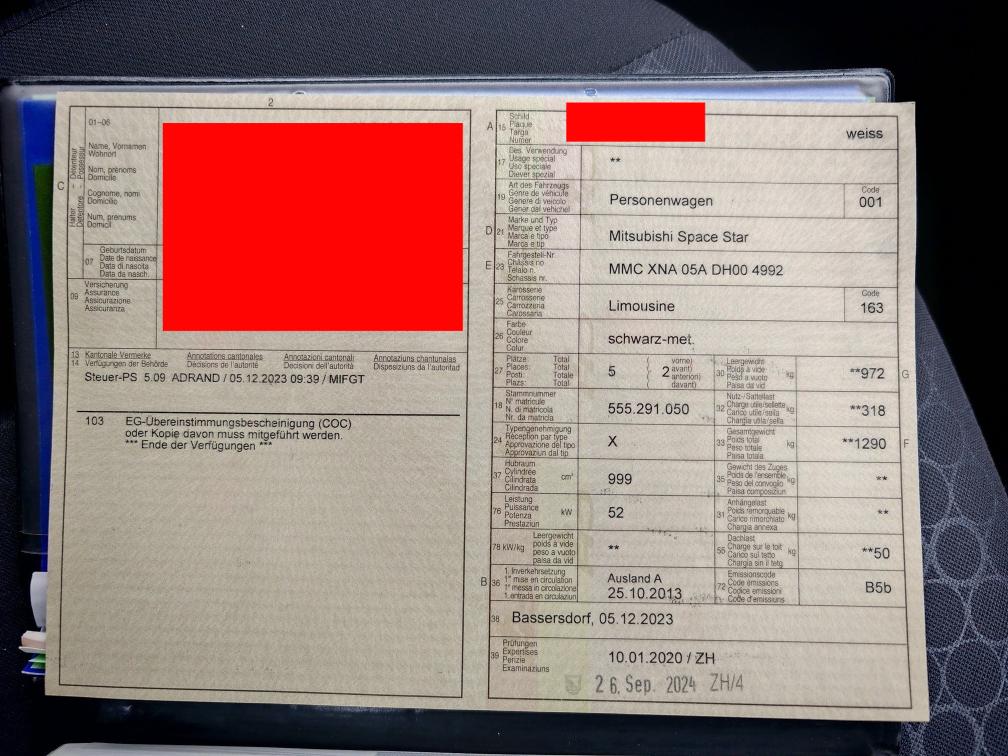 2
01-06
Halter - Détenteur
Detentore - Possessur
C
Name, Vornamen
Wohnort
Nom, prénoms
Domicile
Cognome, nomi
Domicilio
Num, prenums
Domicil
07
Geburtsdatum
Date de naissance
Data di nascita
Data da nasch.
09
Versicherung
Assurance
Assicurazione
Assicuranza
13 Kantonale Vermerke Annotations cantonales Annotazioni cantonali Annotaziuns chantunalas
14 Verfügungen der Behörde Décisions de l'autorité Decisioni dell'autorità Disposiziuns da l'autoritad
Steuer-PS 5.09 ADRAND / 05.12.2023 09:39 / MIFGT
103 EG-Übereinstimmungsbescheinigung (COC)
oder Kopie davon muss mitgeführt werden.
*** Ende der Verfügungen ***
A 15
Schild
Plaque
Targa
Numer
weiss
17
Bes. Verwendung
Usage spécial
Uso speciale
Diever spezial
**
19
Art des Fahrzeugs
Genre de véhicule
Genere di veicolo
Gener dal vehichel
Personenwagen
Code
001
D 21
Marke und Typ
Marque et type
Marca e tipo
Marca e tip
Mitsubishi Space Star
E 23
Fahrgestell-Nr.
Châssis no
Telaio n.
Schassis nr.
MMC XNA 05A DH00 4992
25
Karosserie
Carrosserie
Carrozzeria
Carossaria
Limousine
Code
163
26
Farbe
Couleur
Colore
Colur
schwarz-met.
27
Plätze: Total
Places: Total
Posti: Totale
Plazs: Total
5
( vorne)
( 2 avant)
anteriori)
davant)
30
Leergewicht
Poids à vide
Peso a vuoto
Paisa da vid
kg
**972
G
18
Stammnummer
N° matricule
N. di matricola
Nr. da matricla
555.291.050
32
Nutz-/Sattellast
Charge utile/sellette
Carico utile/sella
Chargia utila/sella
kg
**318
24
Typengenehmigung
Réception par type
Approvazione del tipo
Approvaziun dal tip
X
33
Gesamtgewicht
Poids total
Peso totale
Paisa totala
kg
**1290
F
37
Hubraum
Cylindrée
Cilindrata
Cilindrada
cm³
999
35
Gewicht des Zuges
Poids de l'ensemble
Peso del convoglio
Paisa cumposiziun
kg
**
76
Leistung
Puissance
Potenza
Prestaziun
kW
52
31
Anhängelast
Poids remorquable
Carico rimorchiato
Chargia annexa
kg
**
78 kW/kg
Leergewicht
poids à vide
peso a vuoto
paisa da vid
**
55
Dachlast
Charge sur le toit
Carico sul tetto
Chargia sin il tetg
kg
**50
B 36
1. Inverkehrsetzung
1re mise en circulation
1a messa in circolazione
1. entrada en circulaziun
Ausland A
25.10.2013
72
Emissionscode
Code émissions
Codice emissioni
Code d'emissiuns
B5b
38 Bassersdorf, 05.12.2023
39
Prüfungen
Expertises
Perizie
Examinaziuns
10.01.2020 / ZH
26. Sep. 2024 ZH/4